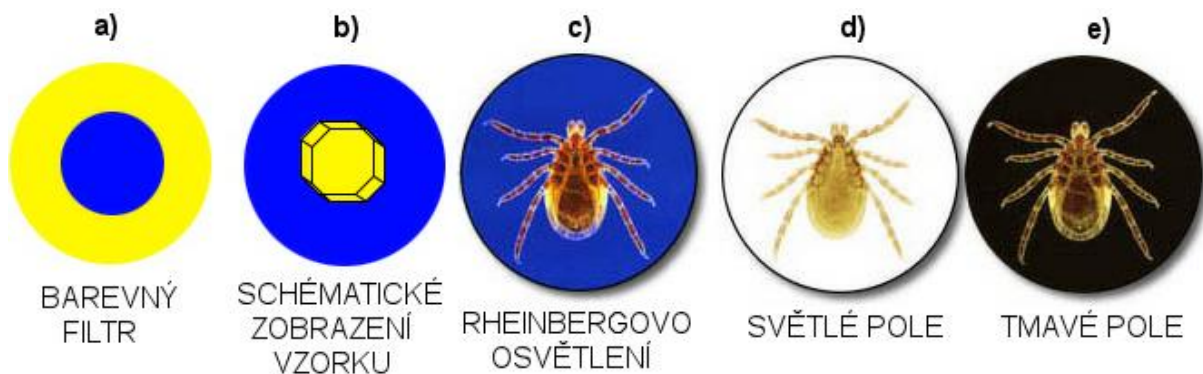 a)
b)
c)
d)
e)
BAREVNÝ
FILTR
SCHÉMATICKÉ
ZOBRAZENÍ
VZORKU
RHEINBERGOVO
OSVĚTLENÍ
SVĚTLÉ POLE
TMAVÉ POLE